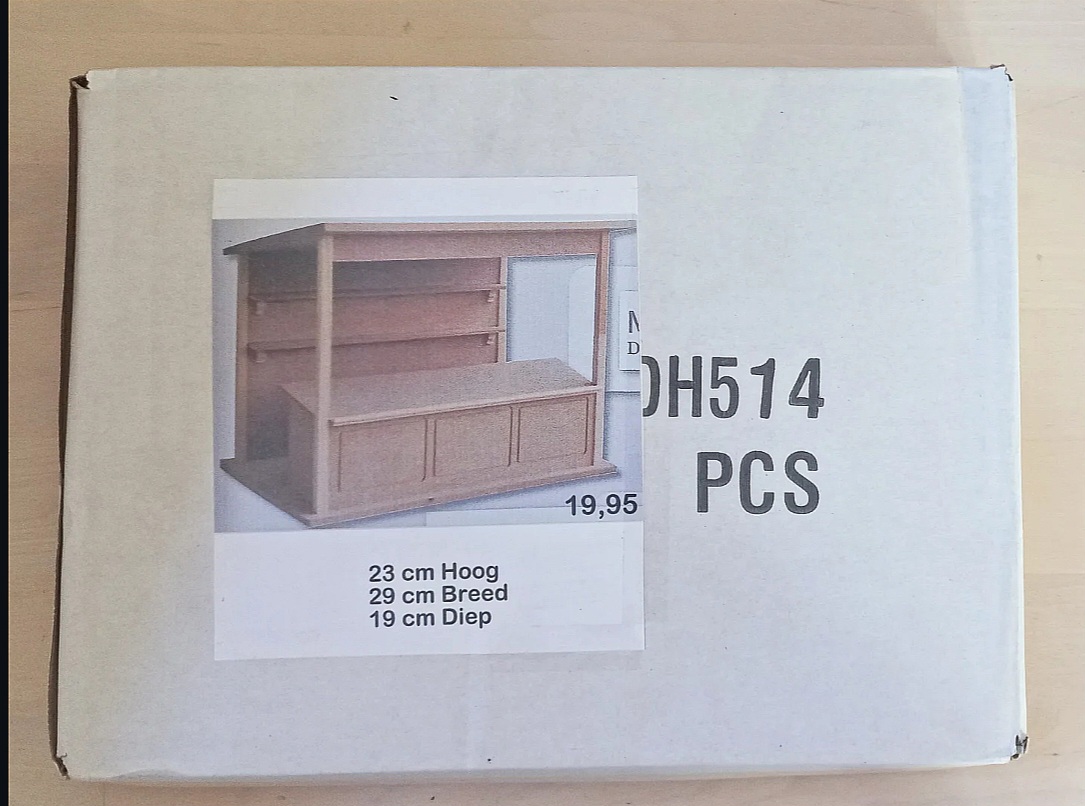 DH514
PCS
19,95
23 cm Hoog
29 cm Breed
19 cm Diep